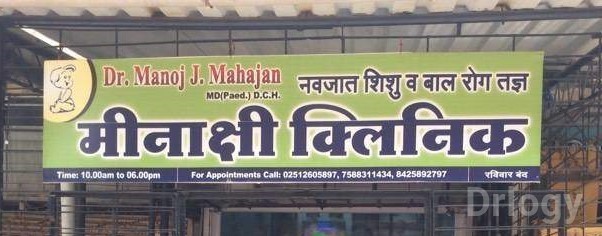 Dr. Manoj J. Mahajan
MD(Paed.) D.C.H.
नवजात शिशु व बाल रोग तज्ञ
मीनाक्षी क्लिनिक
Time: 10.00am to 06.00pm
For Appointments Call: 02512605897, 7588311434, 8425892797
रविवार बंद
Drlogy